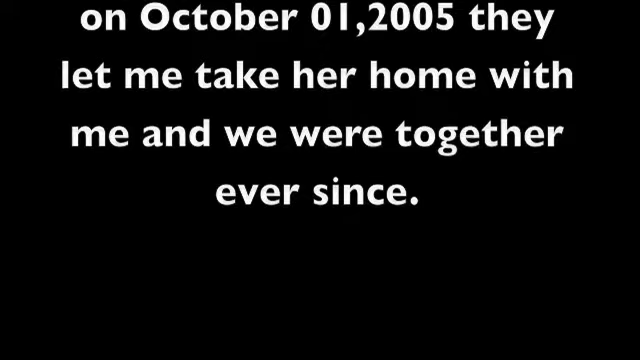 on October 01,2005 they
let me take her home with
me and we were together
ever since.